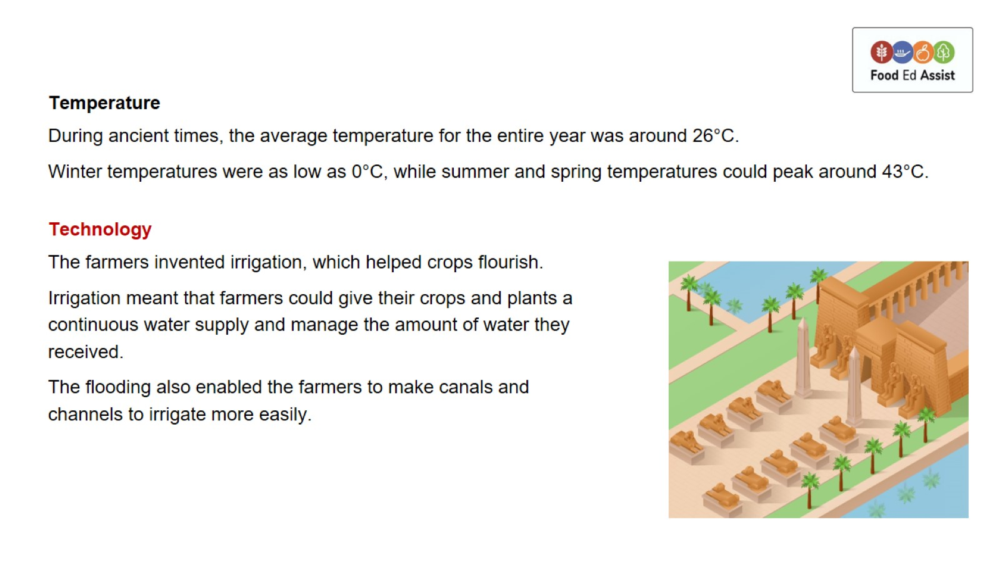 Food Ed Assist
Temperature
During ancient times, the average temperature for the entire year was around 26°C.
Winter temperatures were as low as 0°C, while summer and spring temperatures could peak around 43°C.
Technology
The farmers invented irrigation, which helped crops flourish.
Irrigation meant that farmers could give their crops and plants a
continuous water supply and manage the amount of water they
received.
The flooding also enabled the farmers to make canals and
channels to irrigate more easily.